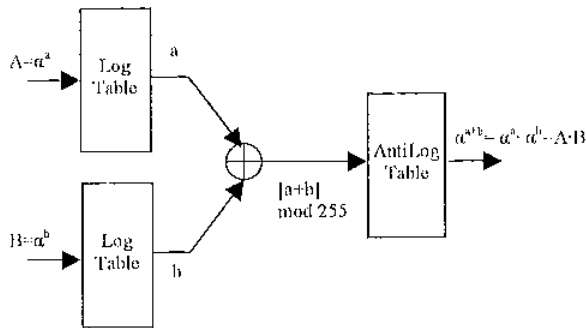 A=α^a
Log
Table
a
[a+b]
mod 255
AntiLog
Table
α^a+b= α^a· α^b=A·B
B=α^b
Log
Table
b